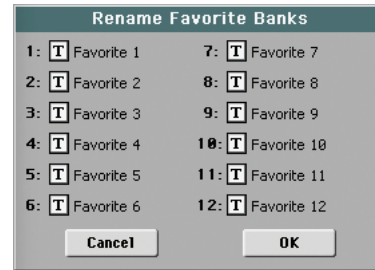 Rename Favorite Banks
1: T Favorite 1
2: T Favorite 2
3: T Favorite 3
4: T Favorite 4
5: T Favorite 5
6: T Favorite 6
7: T Favorite 7
8: T Favorite 8
9: T Favorite 9
10: T Favorite 10
11: T Favorite 11
12: T Favorite 12
Cancel
OK